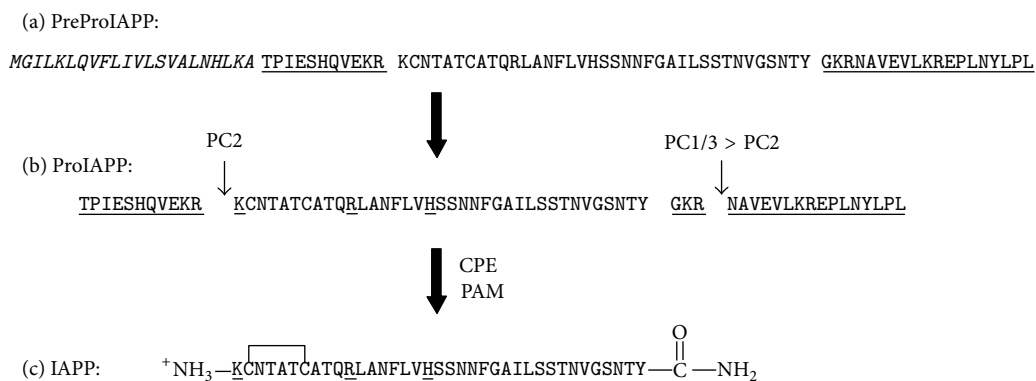 (a) PreProIAPP:
MGILKLQVFLIVLSVALNHLKA TPIESHQVEKR KCNTATCATQRLANFLVHSSNNFGAILSSTNVGSNTY GKRNAVEVLKREPLNYLPL
PC2
PC1/3 > PC2
(b) ProIAPP:
TPIESHQVEKR KCNTATCATQRLANFLVHSSNNFGAILSSTNVGSNTY GKR NAVEVLKREPLNYLPL
CPE
PAM
O
(c) IAPP: +NH3—KCNTATCATQRLANFLVHSSNNFGAILSSTNVGSNTY—C—NH2